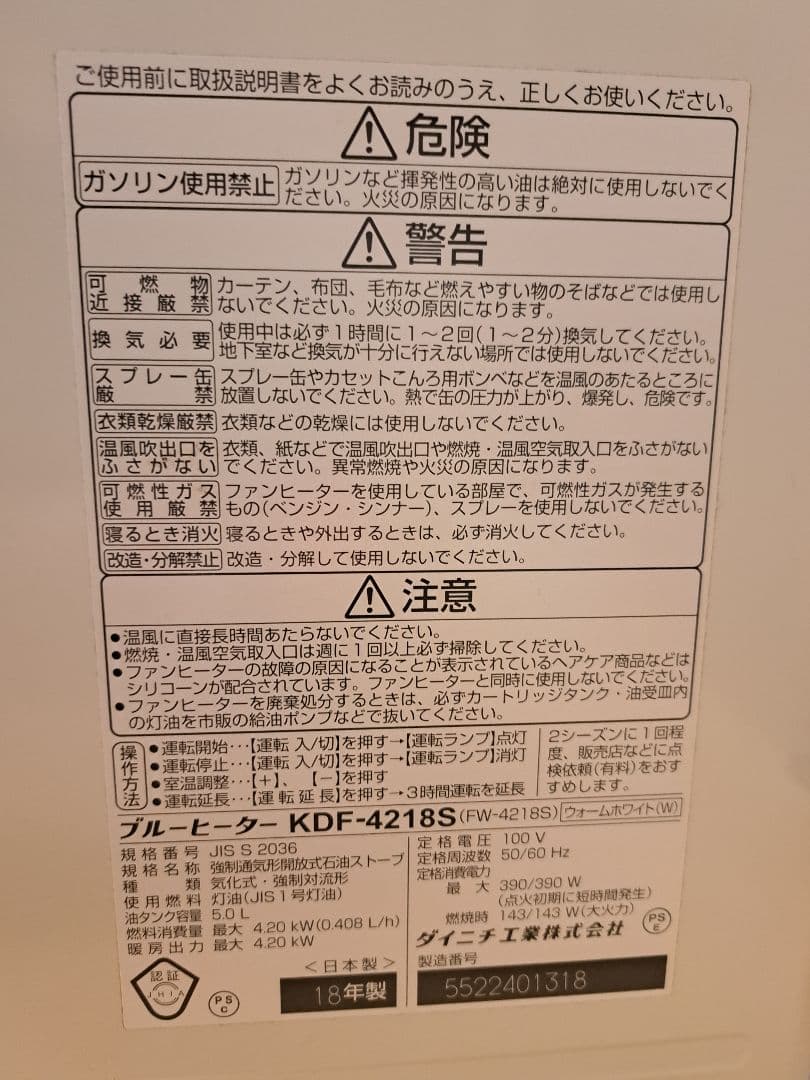 ご使用前に取扱説明書をよくお読みのうえ、正しくお使いください。
危険
ガソリン使用禁止 ガソリンなど揮発性の高い油は絶対に使用しないでく
ださい。火災の原因になります。
警告
可燃物 カーテン、布団、毛布など燃えやすい物のそばなどでは使用し
近接厳禁 ないでください。火災の原因になります。
換気必要 使用中は必ず1時間に1～2回(1～2分)換気してください。
地下室など換気が十分に行えない場所では使用しないでください。
スプレー缶 スプレー缶やカセットこんろ用ボンベなどを温風のあたるところに
厳禁 放置しないでください。熱で缶の圧力が上がり、爆発し、危険です。
衣類乾燥厳禁 衣類などの乾燥には使用しないでください。
温風吹出口を 衣類、紙などで温風吹出口や燃焼・温風空気取入口をふさがない
ふさがない でください。異常燃焼や火災の原因になります。
可燃性ガス ファンヒーターを使用している部屋で、可燃性ガスが発生する
使用厳禁 もの(ベンジン・シンナー)、スプレーを使用しないでください。
寝るとき消火 寝るときや外出するときは、必ず消火してください。
改造・分解禁止 改造・分解して使用しないでください。
注意
●温風に直接長時間あたらないでください。
●燃焼・温風空気取入口は週に1回以上必ず掃除してください。
●ファンヒーターの故障の原因になることが表示されているヘアケア商品などは
シリコーンが配合されています。ファンヒーターと同時に使用しないでください。
●ファンヒーターを廃棄処分するときは、必ずカートリッジタンク・油受皿内
の灯油を市販の給油ポンプなどで抜いてください。
操作方法
●運転開始…【運転 入/切】を押す→【運転ランプ】点灯
●運転停止…【運転 入/切】を押す→【運転ランプ】消灯
●室温調整…【＋】、【－】を押す
●運転延長…【運転延長】を押す→3時間運転を延長
2シーズンに1回程
度、販売店などに点
検依頼(有料)をおす
すめします。
ブルーヒーター KDF-4218S(FW-4218S) ウォームホワイト(W)
規格番号 JIS S 2036
規格名称 強制通気形開放式石油ストーブ
種類 気化式・強制対流形
使用燃料 灯油(JIS1号灯油)
油タンク容量 5.0 L
燃料消費量 最大 4.20 kW(0.408 L/h)
暖房出力 最大 4.20 kW
定格電圧 100 V
定格周波数 50/60 Hz
定格消費電力
最大 390/390 W
(点火初期に短時間発生)
燃焼時 143/143 W(大火力)
ダイニチ工業株式会社
PS
E
認証
JHIA
PS
C
＜日本製＞
18年製
製造番号
5522401318